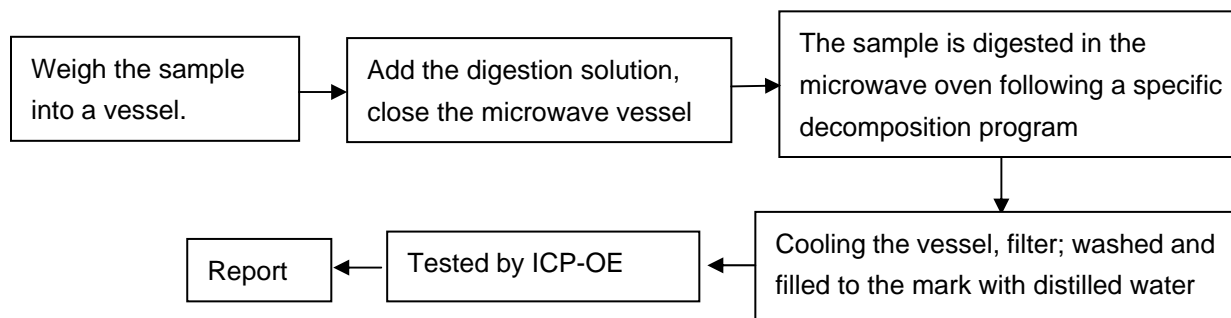 Weigh the sample
into a vessel.
Add the digestion solution,
close the microwave vessel
The sample is digested in the
microwave oven following a specific
decomposition program
Cooling the vessel, filter; washed and
filled to the mark with distilled water
Tested by ICP-OE
Report